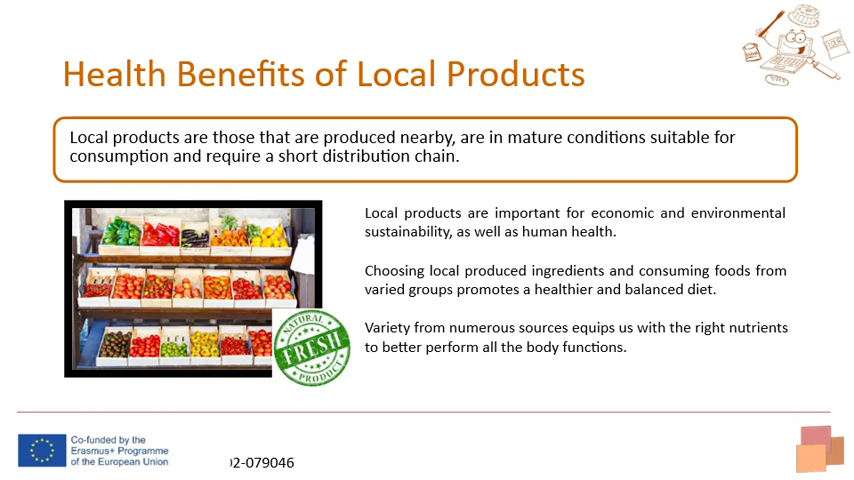 Health Benefits of Local Products
Local products are those that are produced nearby, are in mature conditions suitable for
consumption and require a short distribution chain.
Local products are important for economic and environmental
sustainability, as well as human health.
Choosing local produced ingredients and consuming foods from
varied groups promotes a healthier and balanced diet.
Variety from numerous sources equips us with the right nutrients
to better perform all the body functions.
NATURAL
FRESH
PRODUCT
Co-funded by the
Erasmus+ Programme
of the European Union
02-079046